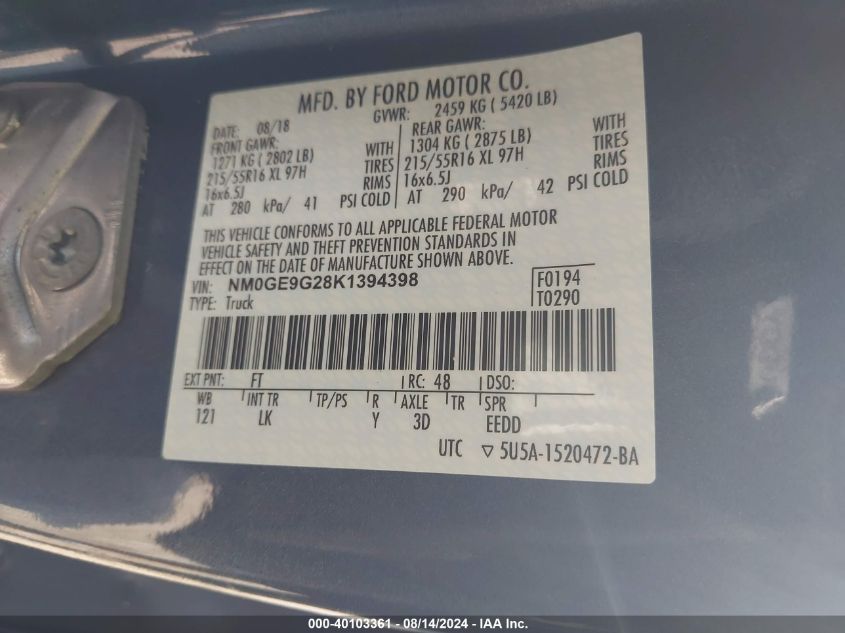 MFD. BY FORD MOTOR CO.
DATE: 08/18 GVWR: 2459 KG ( 5420 LB)
FRONT GAWR: REAR GAWR:
1271 KG ( 2802 LB) WITH 1304 KG ( 2875 LB) WITH
215/55R16 XL 97H TIRES 215/55R16 XL 97H TIRES
16x6.5J RIMS 16x6.5J RIMS
AT 280 kPa/ 41 PSI COLD AT 290 kPa/ 42 PSI COLD
THIS VEHICLE CONFORMS TO ALL APPLICABLE FEDERAL MOTOR
VEHICLE SAFETY AND THEFT PREVENTION STANDARDS IN
EFFECT ON THE DATE OF MANUFACTURE SHOWN ABOVE.
VIN: NM0GE9G28K1394398 F0194
TYPE: Truck T0290
EXT PNT: FT RC: 48 DSO:
WB INT TR TP/PS R AXLE TR SPR
121 LK Y 3D EEDD
UTC ▽ 5U5A-1520472-BA
000-40103361 - 08/14/2024 - IAA Inc.